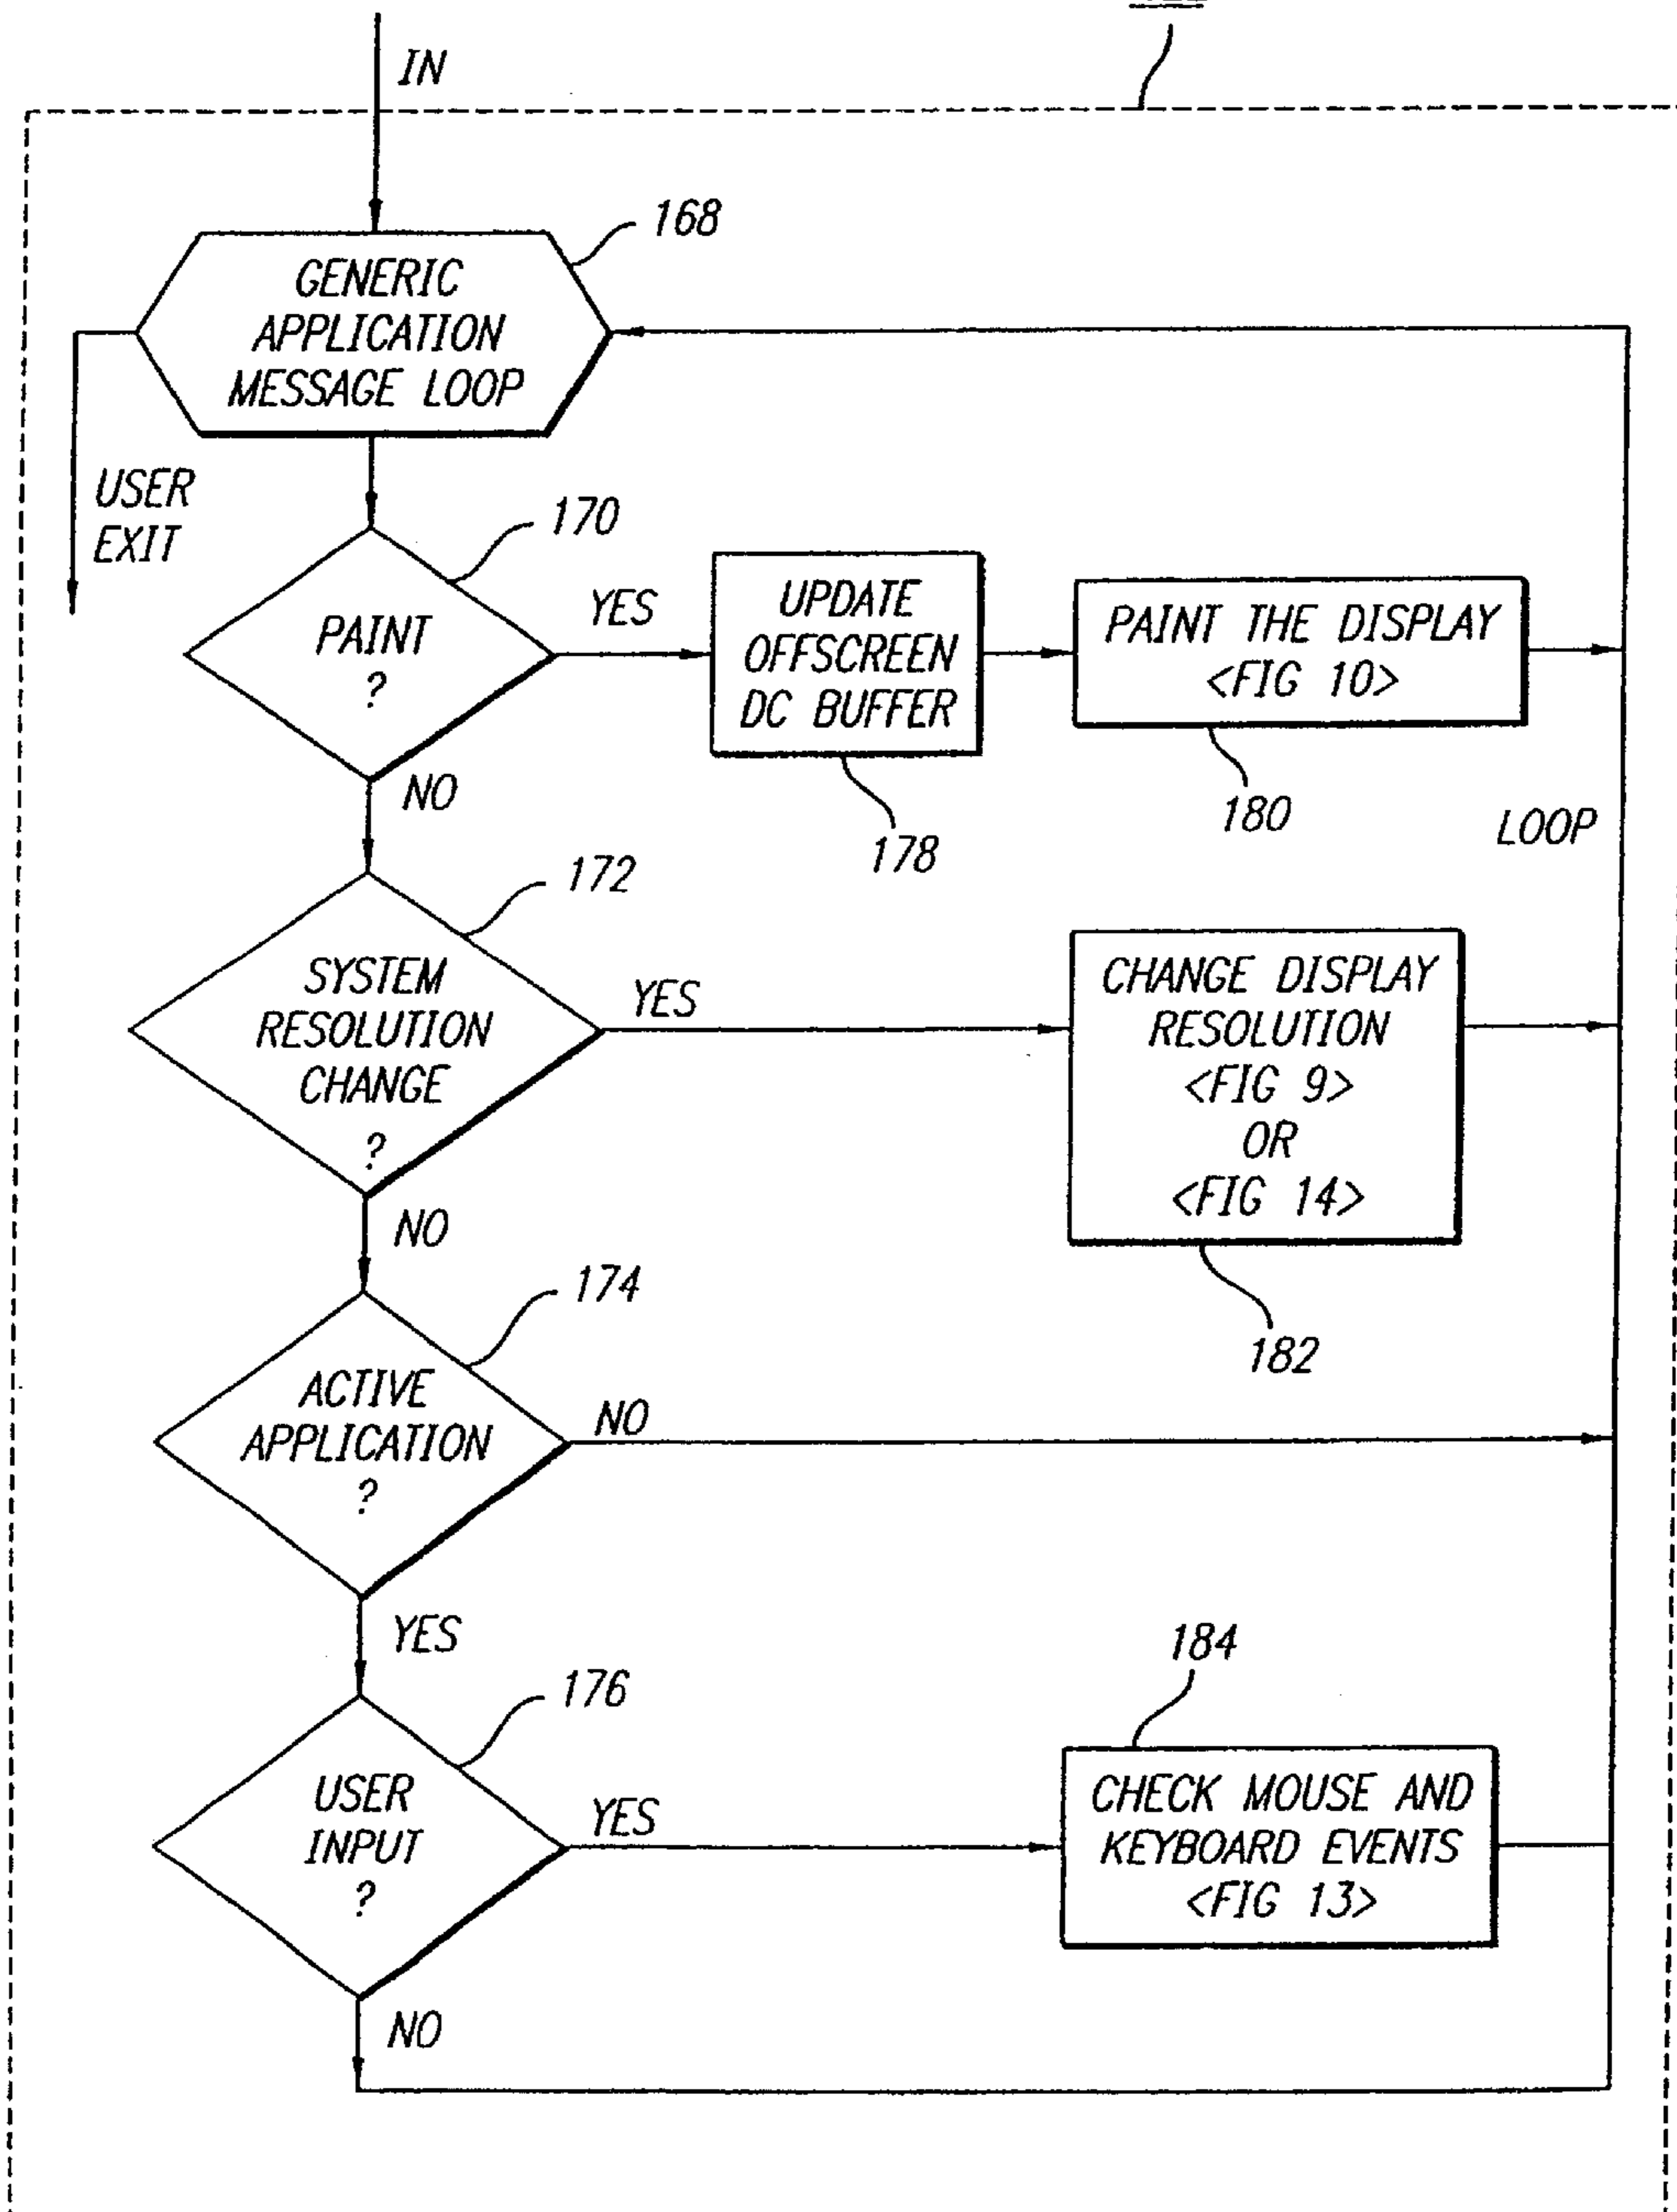 IN
168
GENERIC
APPLICATION
MESSAGE LOOP
USER
EXIT
170
PAINT
?
YES
UPDATE
OFFSCREEN
DC BUFFER
178
PAINT THE DISPLAY
<FIG 10>
180
LOOP
NO
172
SYSTEM
RESOLUTION
CHANGE
?
YES
CHANGE DISPLAY
RESOLUTION
<FIG 9>
OR
<FIG 14>
182
NO
174
ACTIVE
APPLICATION
?
NO
YES
176
USER
INPUT
?
YES
184
CHECK MOUSE AND
KEYBOARD EVENTS
<FIG 13>
NO